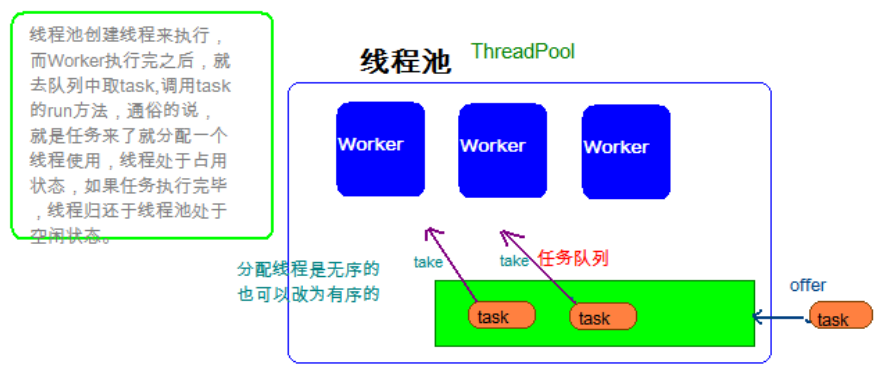 线程池创建线程来执行，
而Worker执行完之后，就
去队列中取task,调用task
的run方法，通俗的说，
就是任务来了就分配一个
线程使用，线程处于占用
状态，如果任务执行完毕
，线程归还于线程池处于
空闲状态。
线程池 ThreadPool
Worker
Worker
Worker
分配线程是无序的
也可以改为有序的
take
take
任务队列
task
task
offer
task